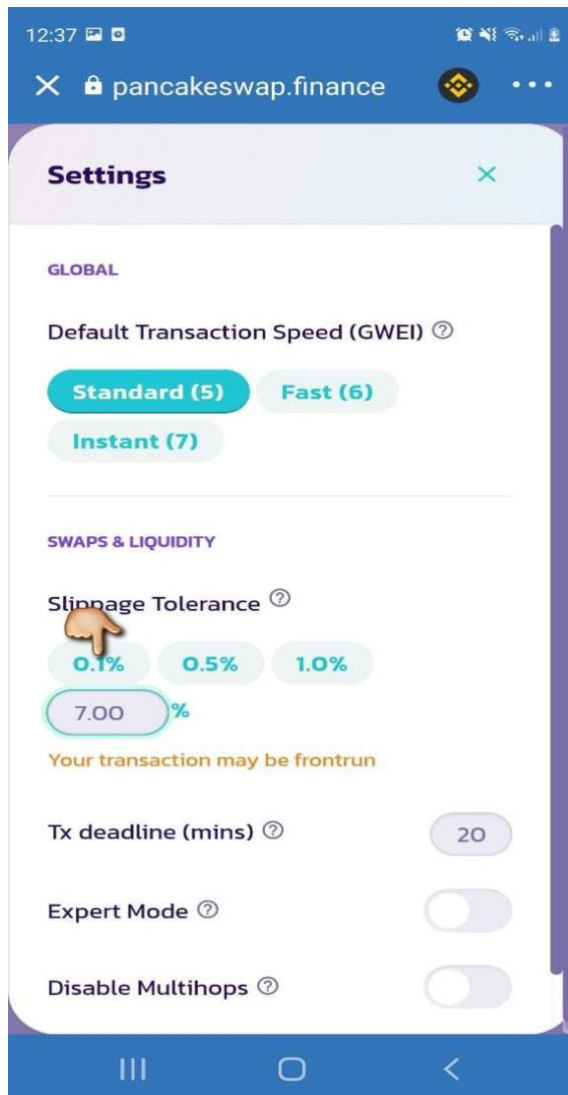 12:37
pancakeswap.finance
Settings
GLOBAL
Default Transaction Speed (GWEI)
Standard (5) Fast (6)
Instant (7)
SWAPS & LIQUIDITY
Slippage Tolerance
0.1% 0.5% 1.0%
7.00 %
Your transaction may be frontrun
Tx deadline (mins) 20
Expert Mode
Disable Multihops